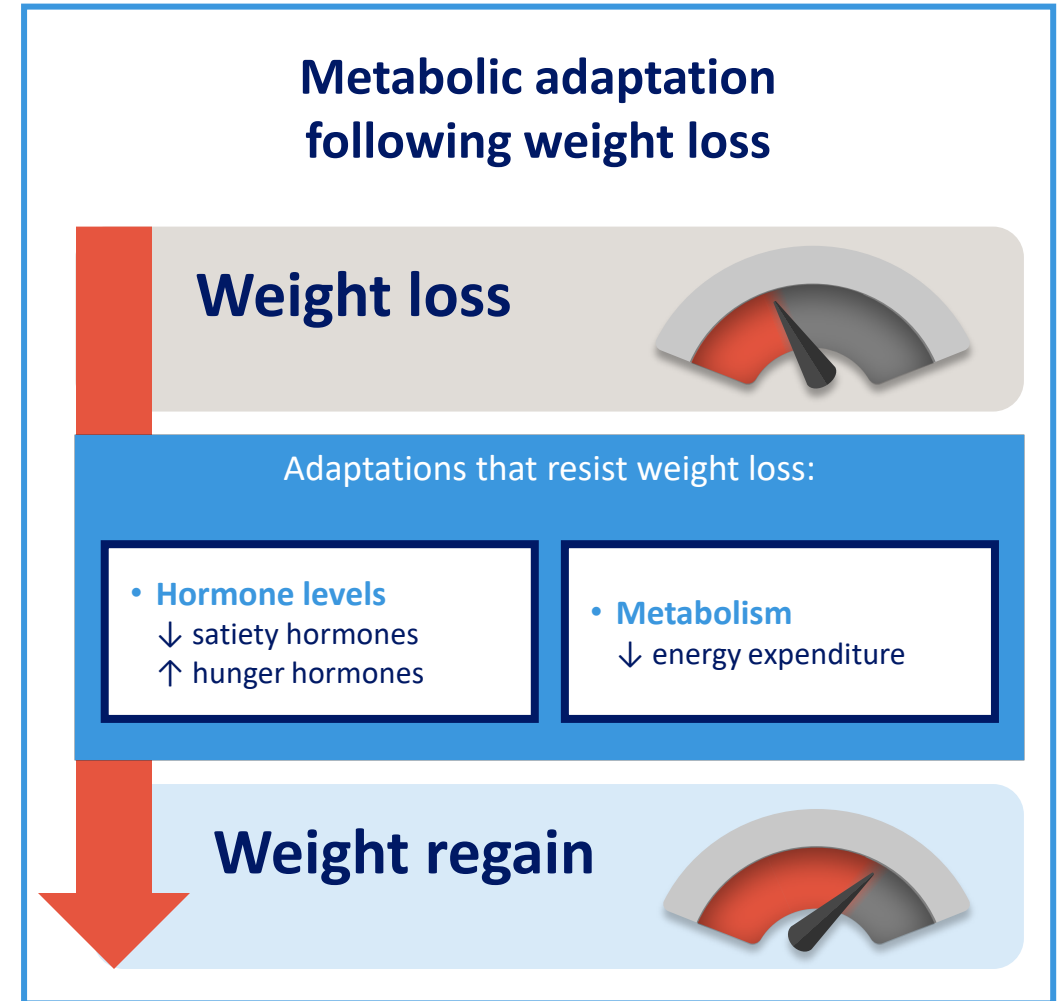 Metabolic adaptation
following weight loss
Weight loss
Adaptations that resist weight loss:
• Hormone levels
↓ satiety hormones
↑ hunger hormones
• Metabolism
↓ energy expenditure
Weight regain